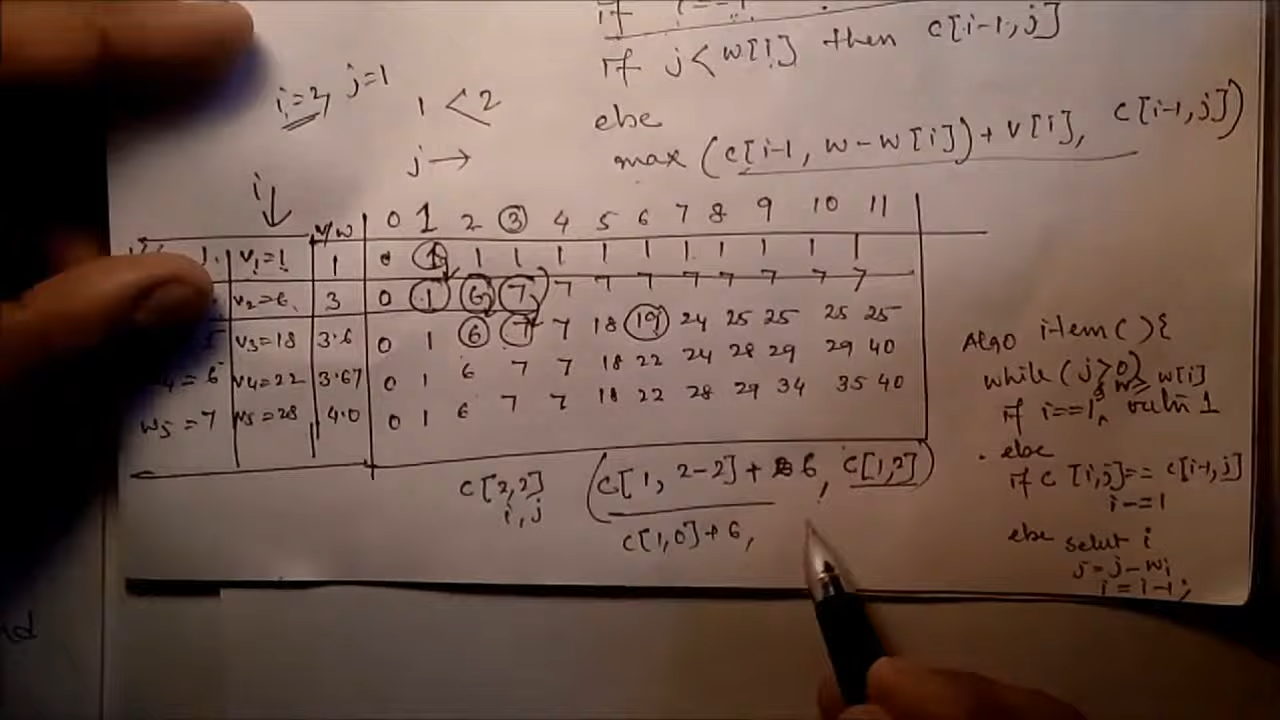 if i==1
if j < w[i] then c[i-1,j]
else
max (c[i-1, w-w[i])+v[i], c[i-1,j])
i=2, j=1
1 < 2
j →
i ↓
v/w 0 1 2 3 4 5 6 7 8 9 10 11
v1=1 1 0 1 1 1 1 1 1 1 1 1 1 1
v2=6 3 0 1 6 7 7 7 7 7 7 7 7 7
5 v3=18 3.6 0 1 6 7 7 18 19 24 25 25 25 25
4=6 v4=22 3.67 0 1 6 7 7 18 22 24 28 29 29 40
w5=7 v5=28 4.0 0 1 6 7 7 18 22 28 29 34 35 40
c[2,2] (c[1, 2-2]+ 6, c[1,2])
i,j
c[1,0]+6,
Algo item(){
while (j>0)
w≥w[i]
if i==1, return 1
else
if c[i,j]== c[i-1,j]
i-=1
else select i
j=j-wi
i=i-1;
nd